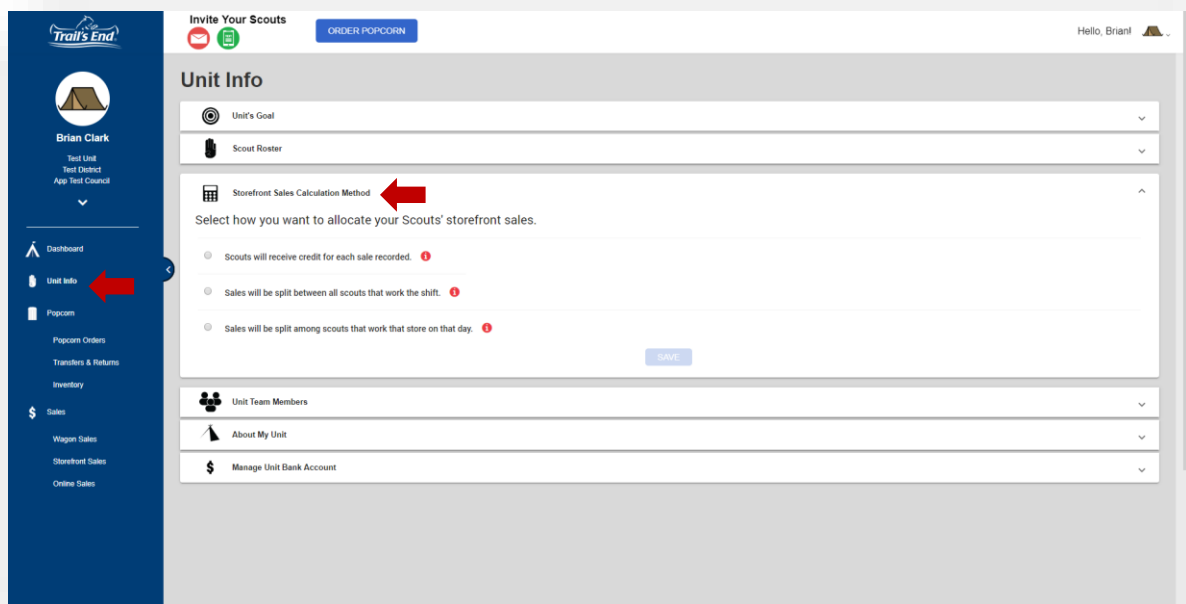 Trail's End
Invite Your Scouts
ORDER POPCORN
Hello, Brian!
Brian Clark
Test Unit
Test District
App Test Council
Dashboard
Unit Info
Popcorn
Popcorn Orders
Transfers & Returns
Inventory
$ Sales
Wagon Sales
Storefront Sales
Online Sales
Unit Info
Unit's Goal
Scout Roster
Storefront Sales Calculation Method
Select how you want to allocate your Scouts' storefront sales.
Scouts will receive credit for each sale recorded.
Sales will be split between all scouts that work the shift.
Sales will be split among scouts that work that store on that day.
SAVE
Unit Team Members
About My Unit
$ Manage Unit Bank Account